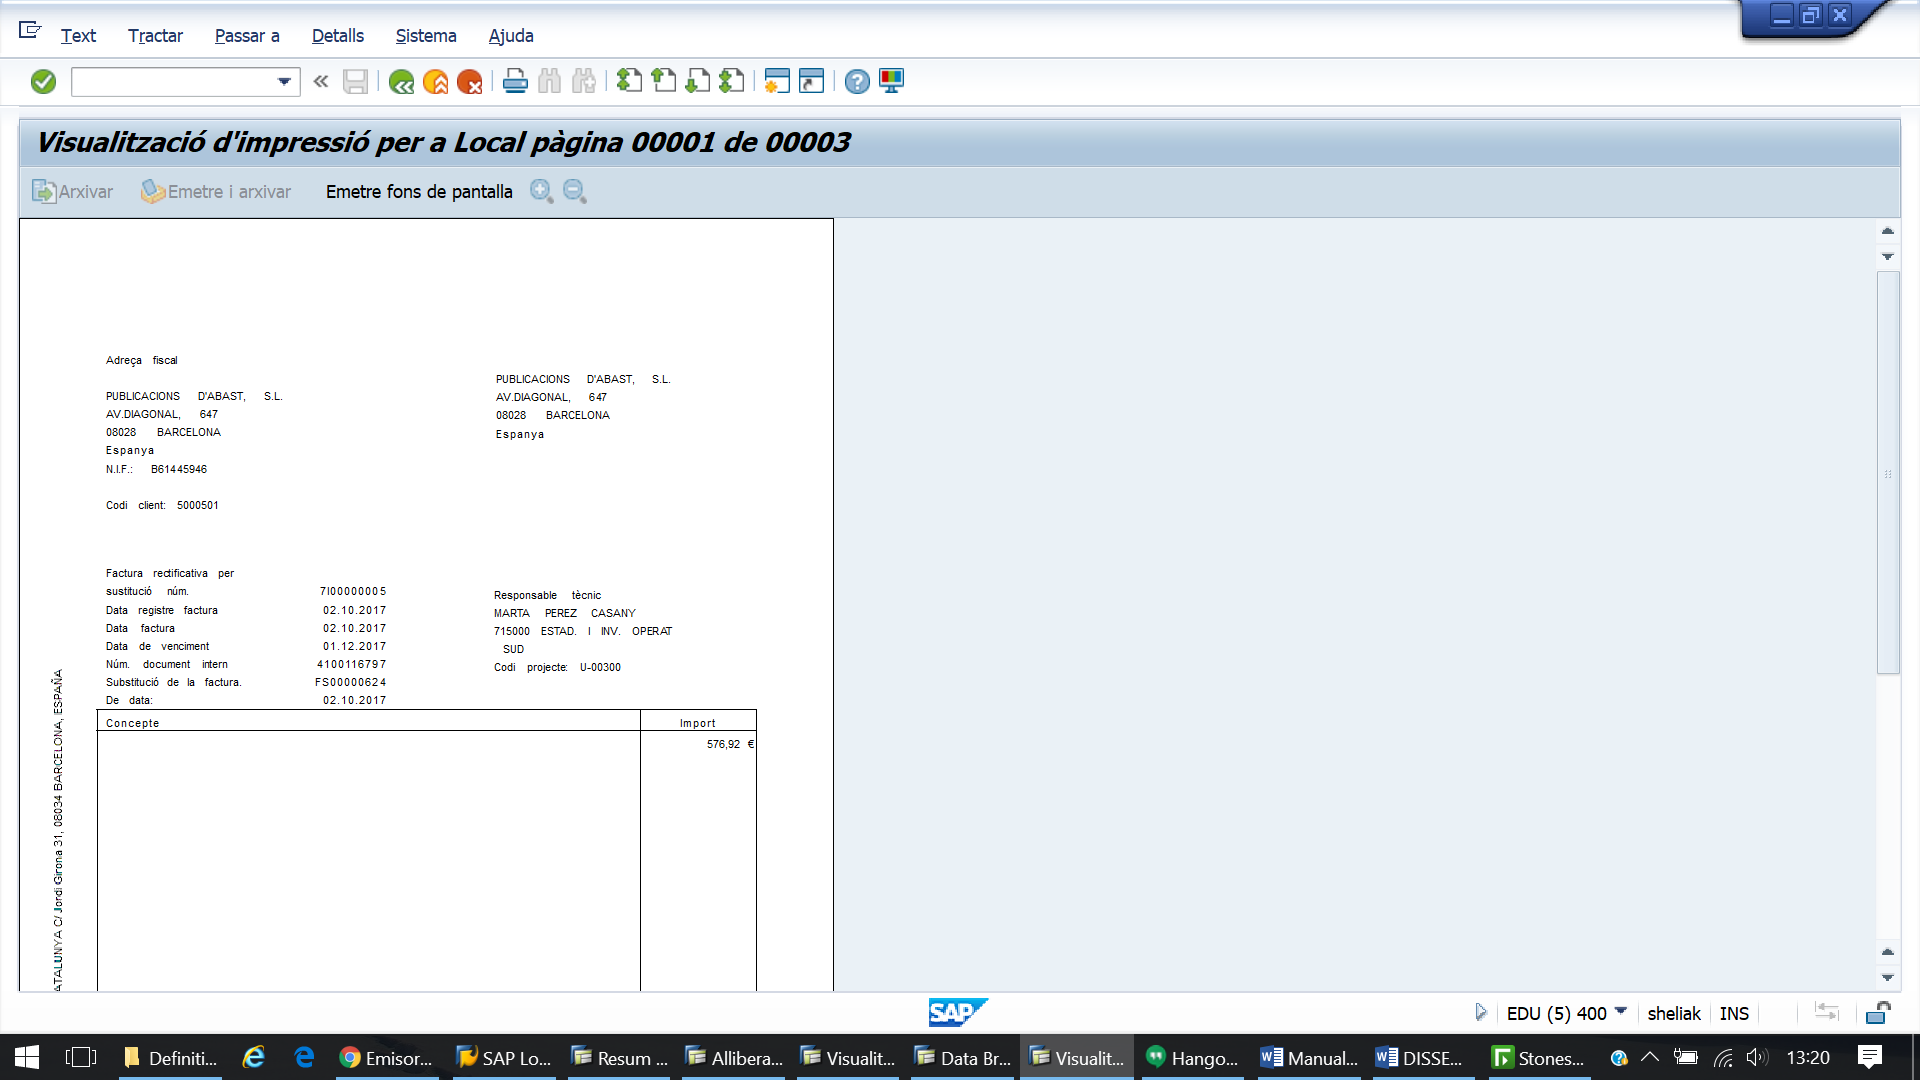 Text Tractar Passar a Detalls Sistema Ajuda
Visualització d'impressió per a Local pàgina 00001 de 00003
Arxivar Emetre i arxivar Emetre fons de pantalla
Adreça fiscal
PUBLICACIONS D'ABAST, S.L.
AV.DIAGONAL, 647
08028 BARCELONA
Espanya
N.I.F.: B61445946
Codi client: 5000501
PUBLICACIONS D'ABAST, S.L.
AV.DIAGONAL, 647
08028 BARCELONA
Espanya
Factura rectificativa per
sustitució núm. 7I00000005
Data registre factura 02.10.2017
Data factura 02.10.2017
Data de venciment 01.12.2017
Núm. document intern 4100116797
Substitució de la factura. FS00000624
De data: 02.10.2017
Responsable tècnic
MARTA PEREZ CASANY
715000 ESTAD. I INV. OPERAT
SUD
Codi projecte: U-00300
Concepte Import
576,92 €
ATALUNYA C/ Jordi Girona 31, 08034 BARCELONA, ESPAÑA
SAP
EDU (5) 400 sheliak INS
Definiti... Emisor... SAP Lo... Resum ... Allibera... Visualit... Data Br... Visualit... Hango... Manual... DISSE... Stones... 13:20